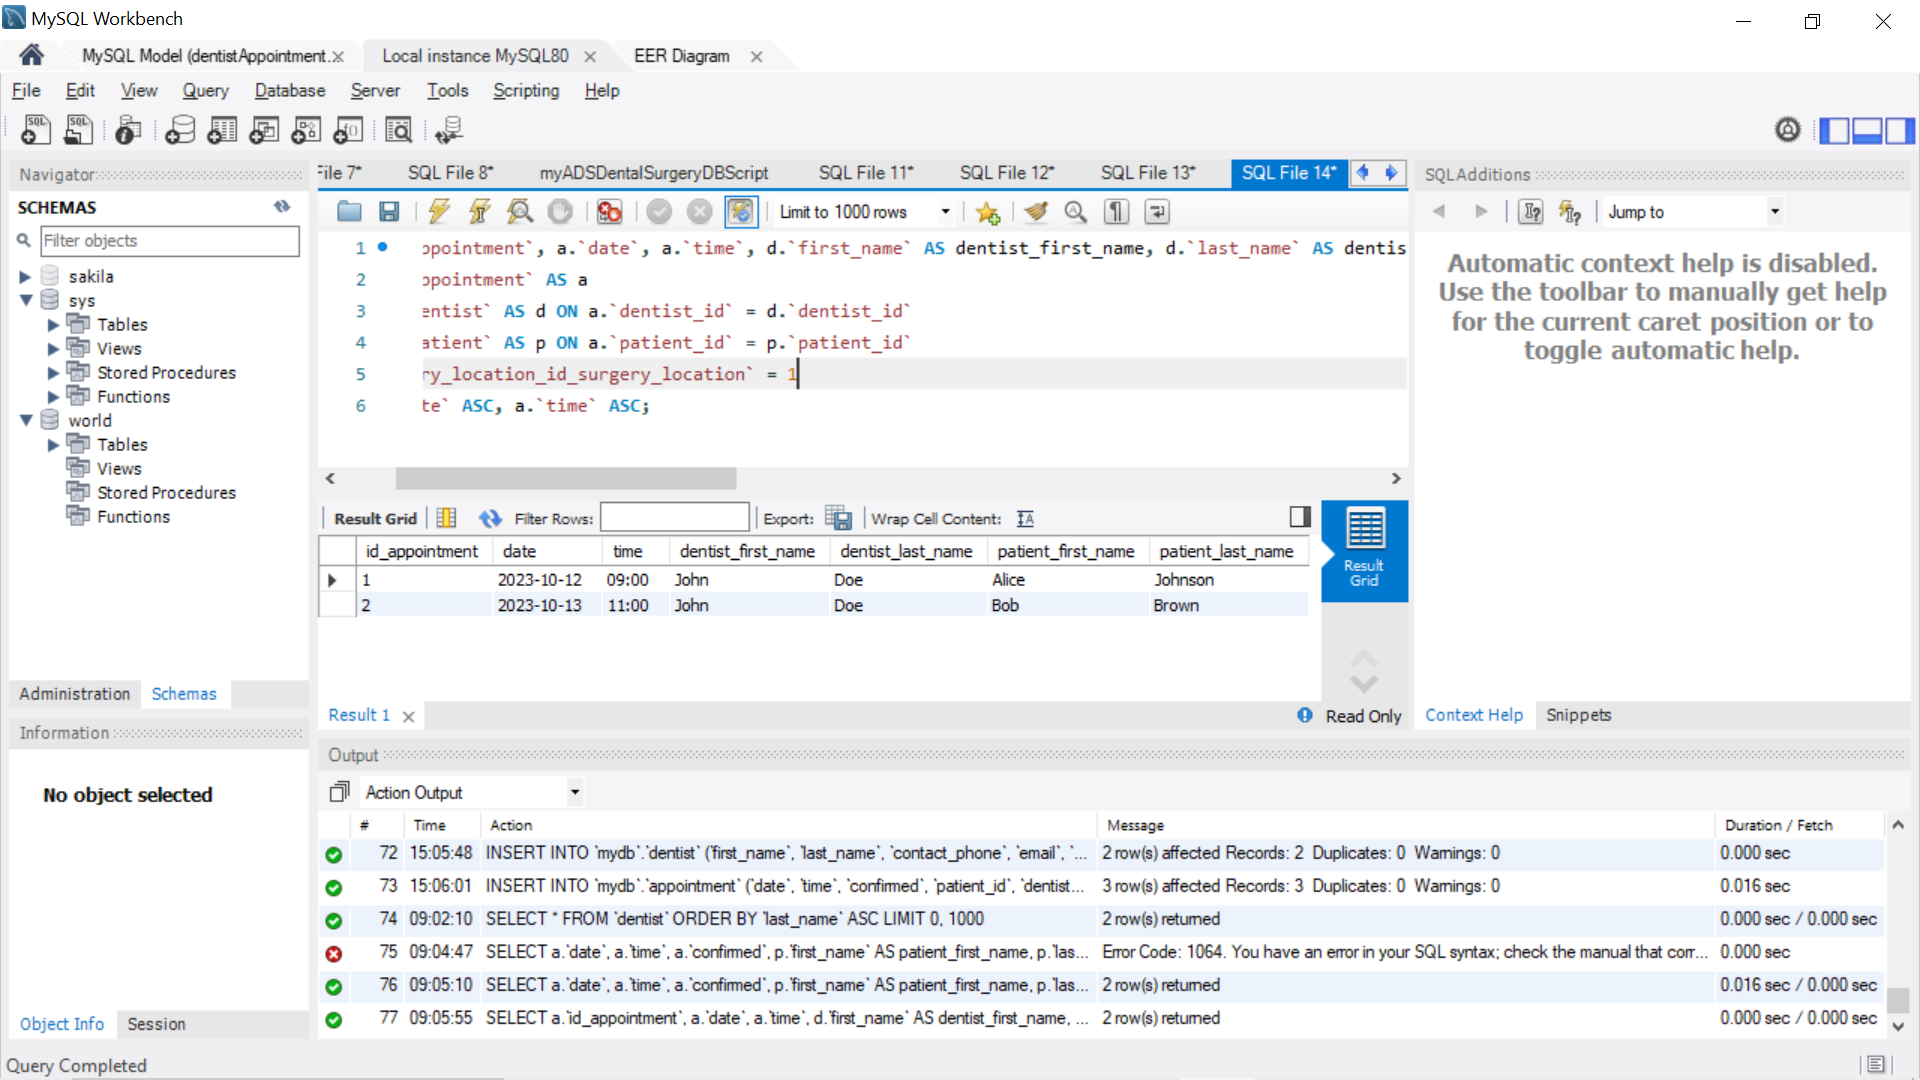 MySQL Workbench
MySQL Model (dentistAppointment.
Local instance MySQL80
EER Diagram
File Edit View Query Database Server Tools Scripting Help
Navigator
SCHEMAS
Filter objects
sakila
sys
Tables
Views
Stored Procedures
Functions
world
Tables
Views
Stored Procedures
Functions
Administration Schemas
Information
No object selected
Object Info Session
File 7* SQL File 8* myADSDentalSurgeryDBScript SQL File 11* SQL File 12* SQL File 13* SQL File 14*
Limit to 1000 rows
1 ppointment`, a.`date`, a.`time`, d.`first_name` AS dentist_first_name, d.`last_name` AS dentis
2 ppointment` AS a
3 entist` AS d ON a.`dentist_id` = d.`dentist_id`
4 atient` AS p ON a.`patient_id` = p.`patient_id`
5 ry_location_id_surgery_location` = 1
6 te` ASC, a.`time` ASC;
Result Grid Filter Rows: Export: Wrap Cell Content:
id_appointment date time dentist_first_name dentist_last_name patient_first_name patient_last_name
1 2023-10-12 09:00 John Doe Alice Johnson
2 2023-10-13 11:00 John Doe Bob Brown
Result
Grid
Result 1
Read Only
SQLAdditions
Jump to
Automatic context help is disabled.
Use the toolbar to manually get help
for the current caret position or to
toggle automatic help.
Context Help Snippets
Output
Action Output
# Time Action Message Duration / Fetch
72 15:05:48 INSERT INTO `mydb`.`dentist` (`first_name`, `last_name`, `contact_phone`, `email`, `... 2 row(s) affected Records: 2 Duplicates: 0 Warnings: 0 0.000 sec
73 15:06:01 INSERT INTO `mydb`.`appointment` (`date`, `time`, `confirmed`, `patient_id`, `dentist... 3 row(s) affected Records: 3 Duplicates: 0 Warnings: 0 0.016 sec
74 09:02:10 SELECT * FROM `dentist` ORDER BY `last_name` ASC LIMIT 0, 1000 2 row(s) returned 0.000 sec / 0.000 sec
75 09:04:47 SELECT a.`date`, a.`time`, a.`confirmed`, p.`first_name` AS patient_first_name, p.`las... Error Code: 1064. You have an error in your SQL syntax; check the manual that corr... 0.000 sec
76 09:05:10 SELECT a.`date`, a.`time`, a.`confirmed`, p.`first_name` AS patient_first_name, p.`las... 2 row(s) returned 0.016 sec / 0.000 sec
77 09:05:55 SELECT a.`id_appointment`, a.`date`, a.`time`, d.`first_name` AS dentist_first_name, ... 2 row(s) returned 0.000 sec / 0.000 sec
Query Completed